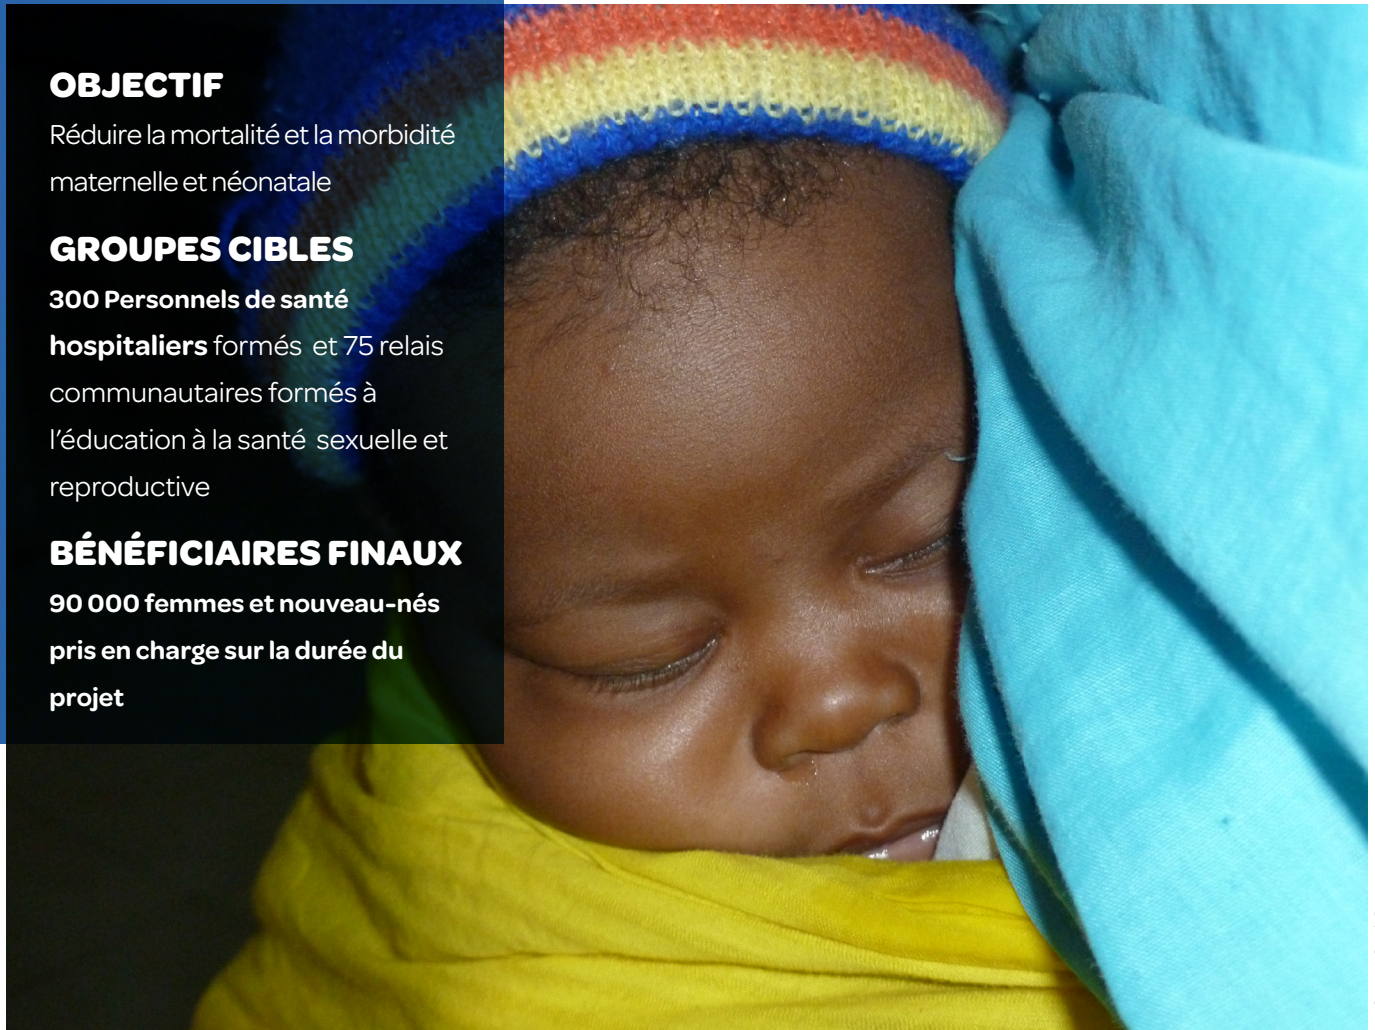 OBJECTIF
Réduire la mortalité et la morbidité
maternelle et néonatale
GROUPES CIBLES
300 Personnels de santé
hospitaliers formés  et 75 relais
communautaires formés à
l’éducation à la santé  sexuelle et
reproductive
BÉNÉFICIAIRES FINAUX
90 000 femmes et nouveau-nés
pris en charge sur la durée du
projet